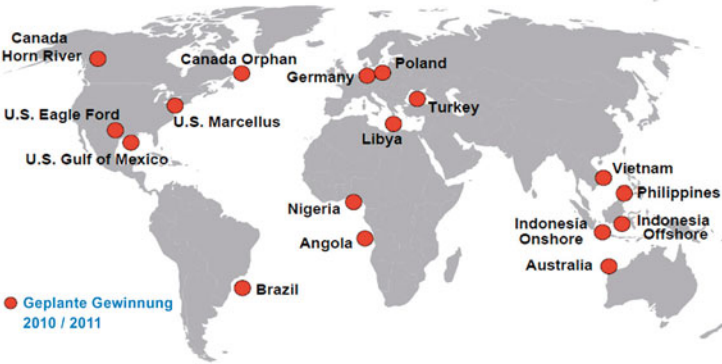 Canada
Horn River
Canada Orphan
U.S. Eagle Ford
U.S. Marcellus
U.S. Gulf of Mexico
Germany
Poland
Turkey
Libya
Nigeria
Angola
Brazil
Vietnam
Philippines
Indonesia
Onshore
Indonesia
Offshore
Australia
Geplante Gewinnung
2010 / 2011